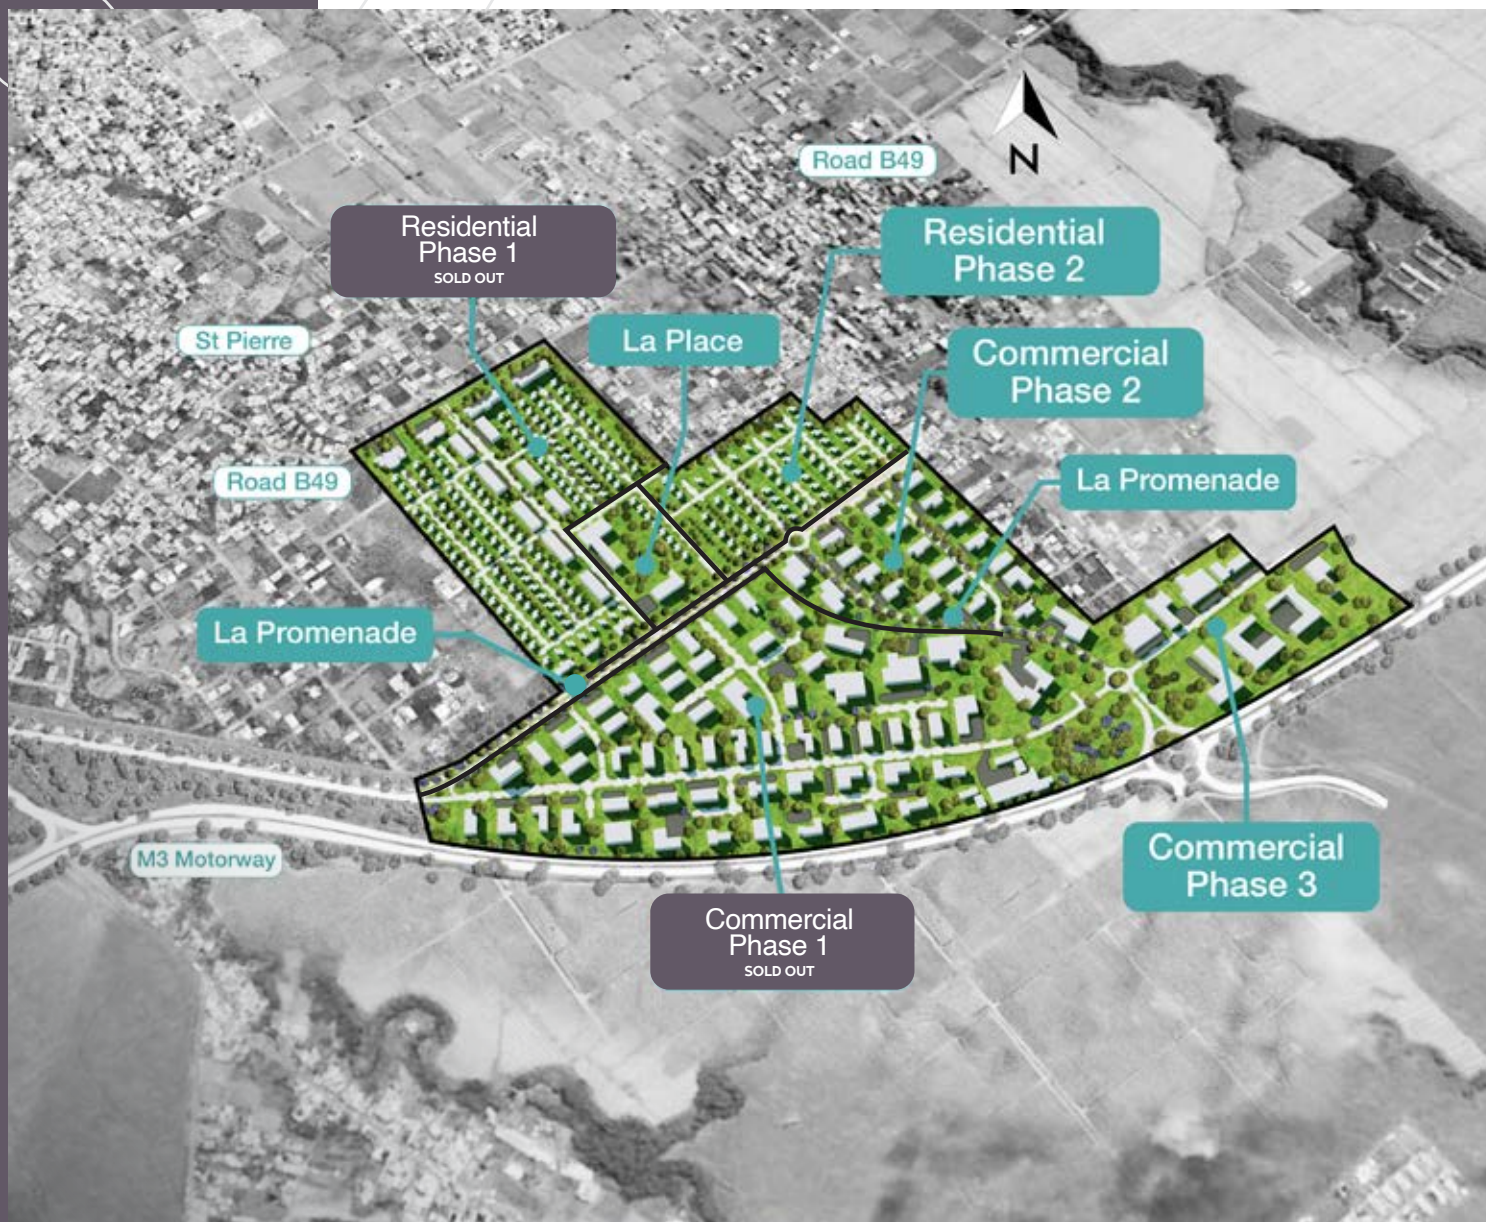 Road B49
N
Residential
Phase 1
SOLD OUT
Residential
Phase 2
St Pierre
La Place
Commercial
Phase 2
Road B49
La Promenade
La Promenade
M3 Motorway
Commercial
Phase 3
Commercial
Phase 1
SOLD OUT